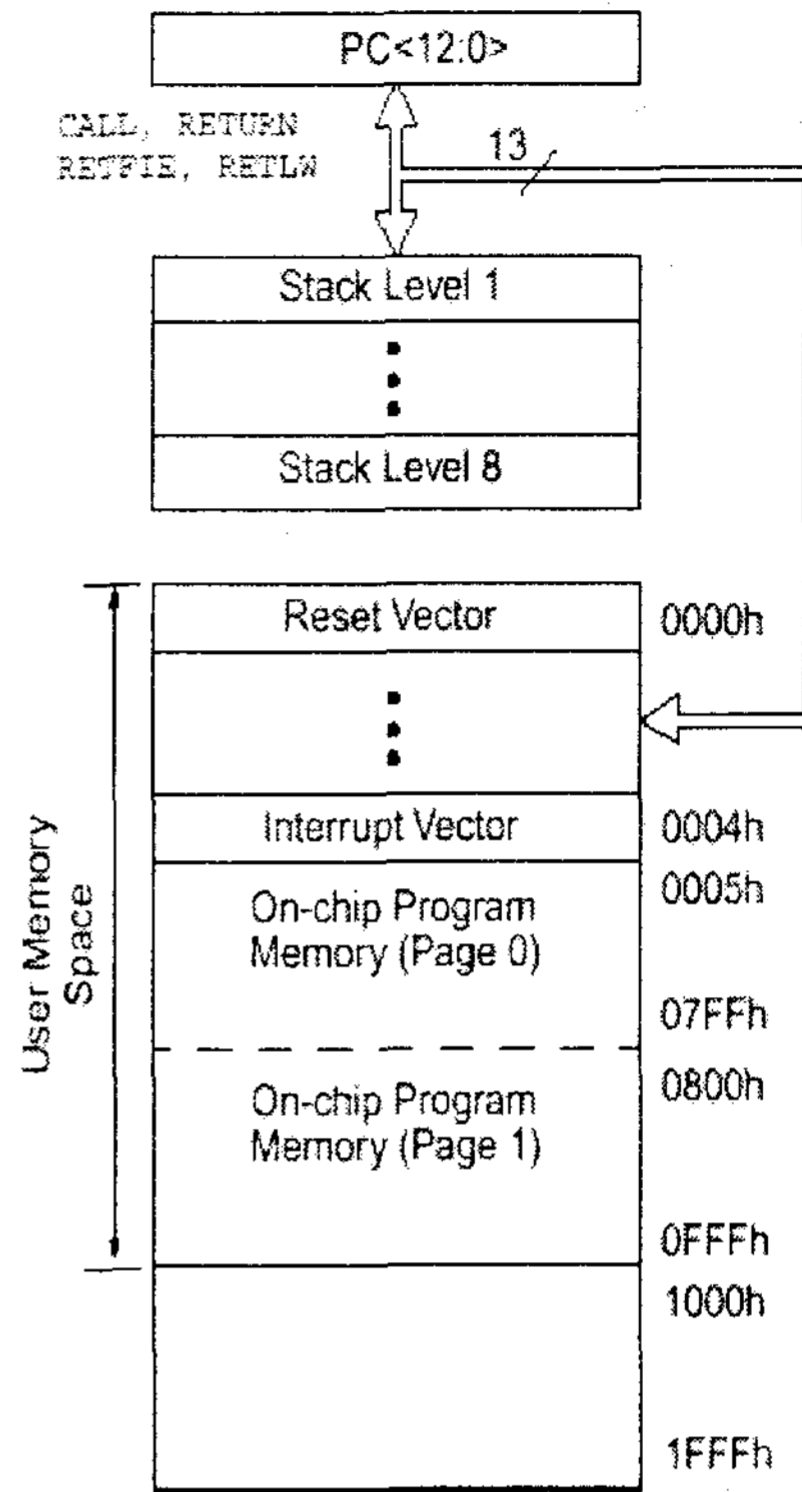 PC<12:0>
CALL, RETURN
RETFIE, RETLW
13
Stack Level 1
Stack Level 8
Reset Vector
0000h
Interrupt Vector
0004h
0005h
On-chip Program
Memory (Page 0)
07FFh
0800h
On-chip Program
Memory (Page 1)
0FFFh
1000h
1FFFh
User Memory
Space